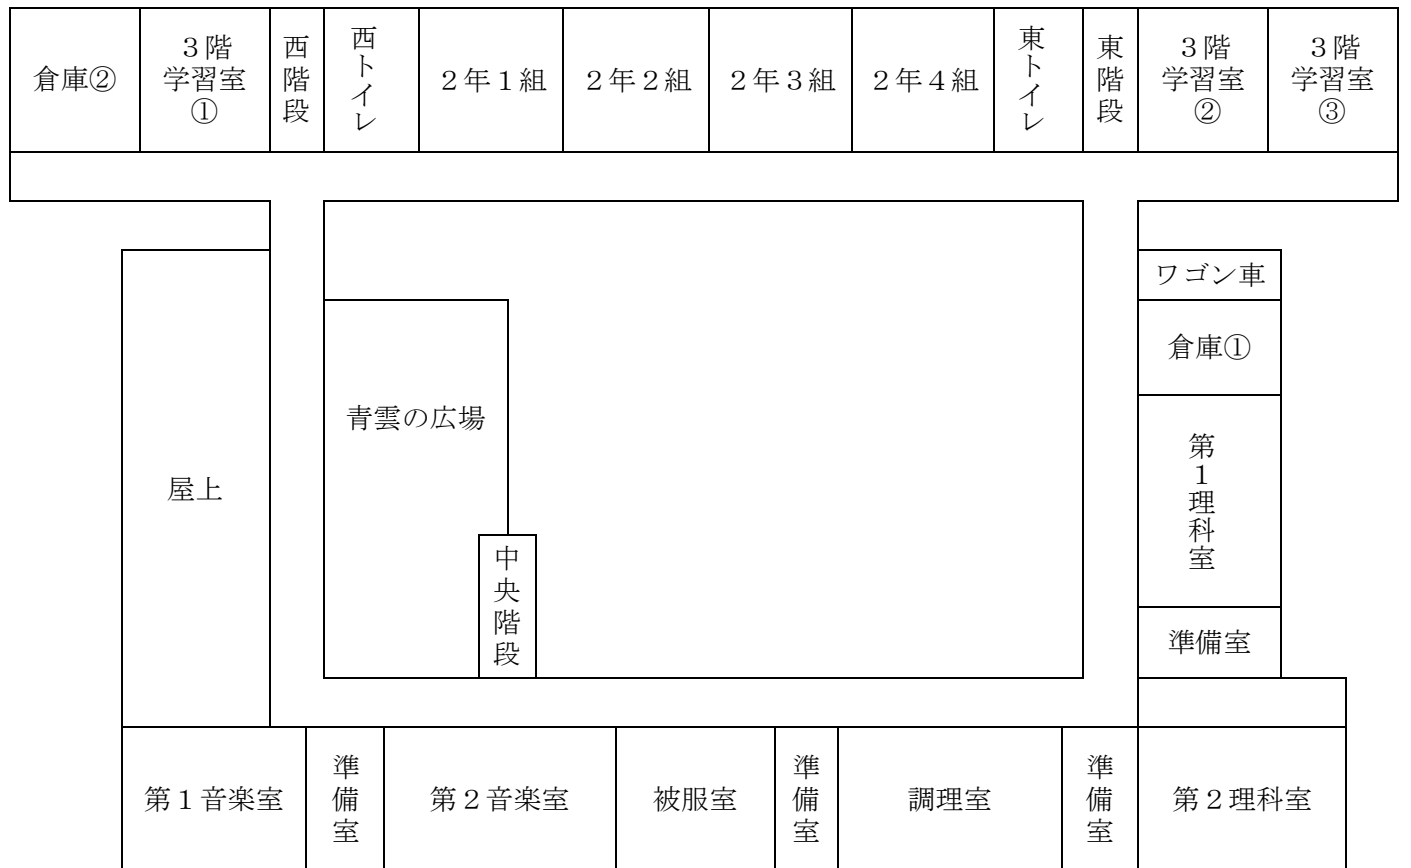 倉庫②
３階
学習室
①
西階段
西トイレ
２年１組
２年２組
２年３組
２年４組
東トイレ
東階段
３階
学習室
②
３階
学習室
③
ワゴン車
倉庫①
青雲の広場
屋上
第１理科室
中央階段
準備室
第１音楽室
準備室
第２音楽室
被服室
準備室
調理室
準備室
第２理科室